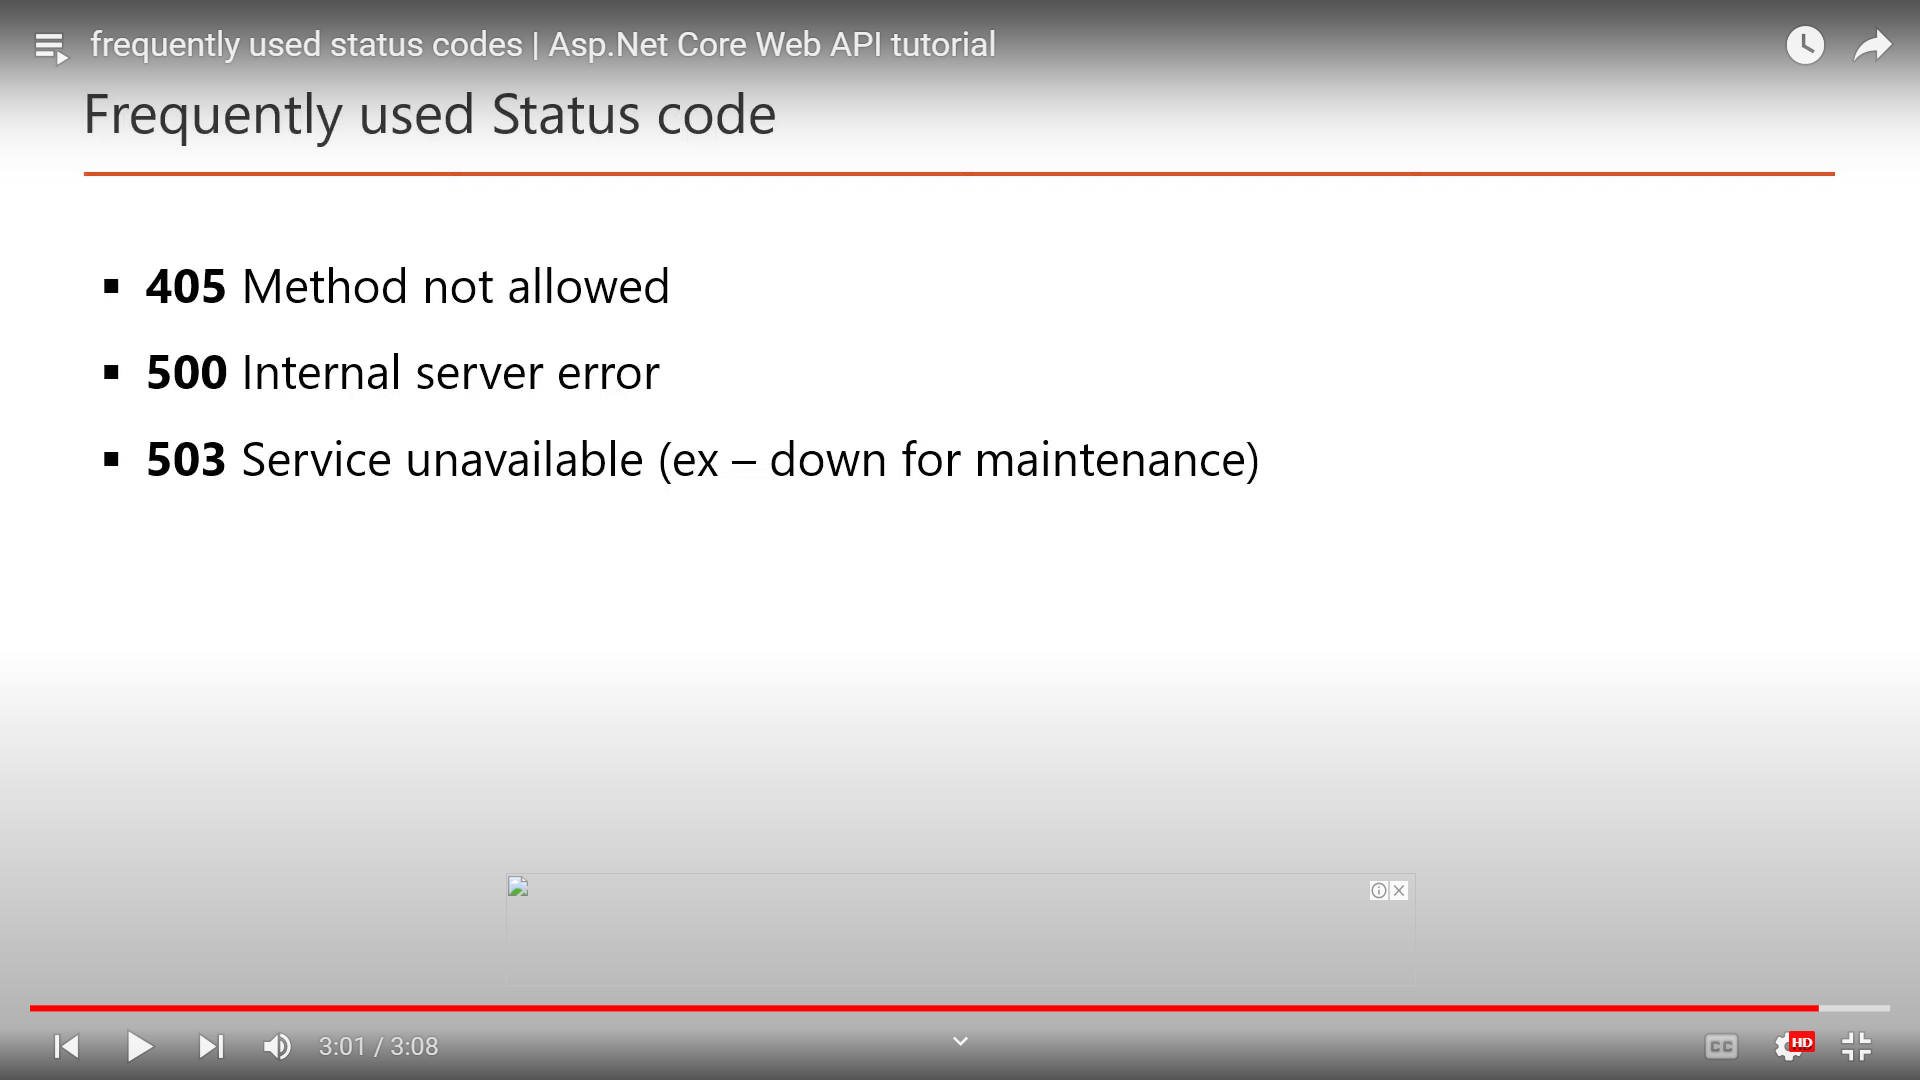 frequently used status codes | Asp.Net Core Web API tutorial
Frequently used Status code
▪ 405 Method not allowed
▪ 500 Internal server error
▪ 503 Service unavailable (ex – down for maintenance)
3:01 / 3:08
CC
HD